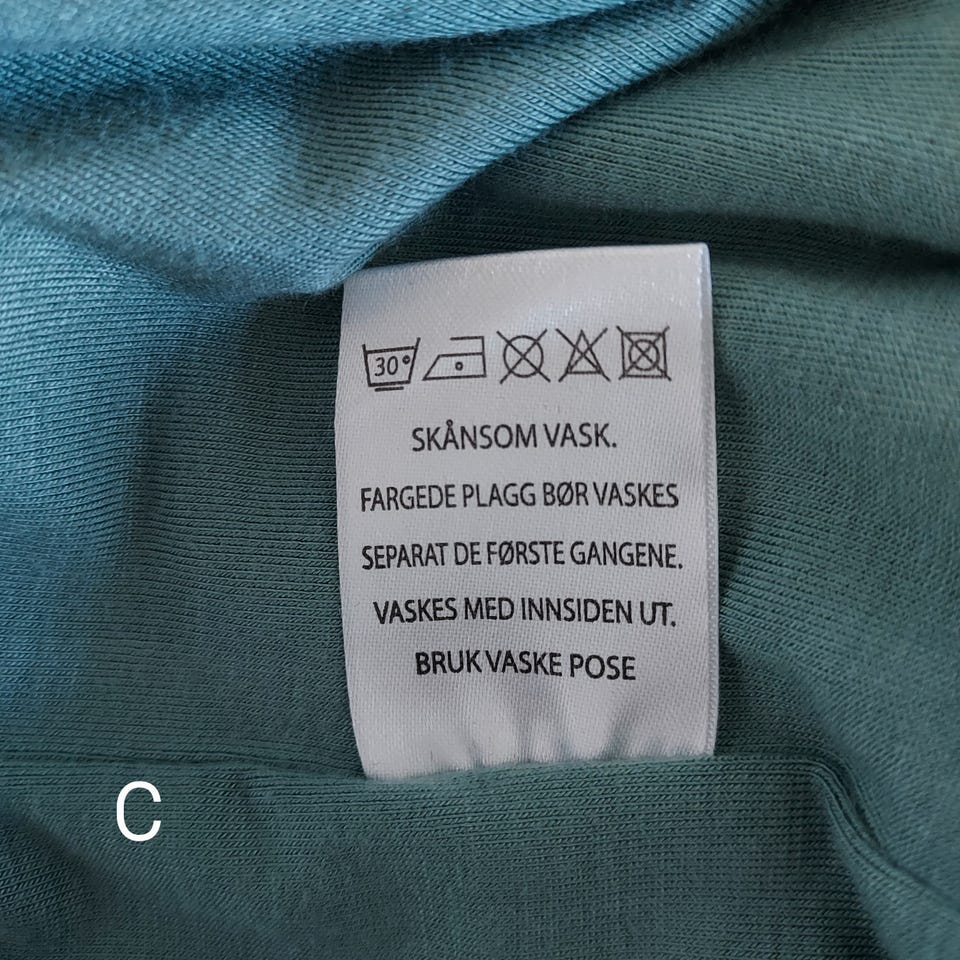 30°
SKÅNSOM VASK.
FARGEDE PLAGG BØR VASKES
SEPARAT DE FØRSTE GANGENE.
VASKES MED INNSIDEN UT.
BRUK VASKE POSE
C